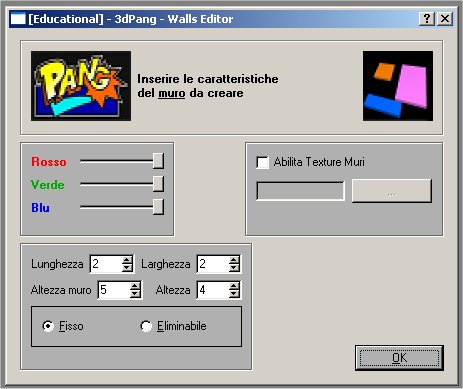 [Educational] - 3dPang - Walls Editor
PANG
Inserire le caratteristiche
del muro da creare
Rosso
Verde
Blu
Abilita Texture Muri
...
Lunghezza 2 Larghezza 2
Altezza muro 5 Altezza 4
Fisso Eliminabile
OK